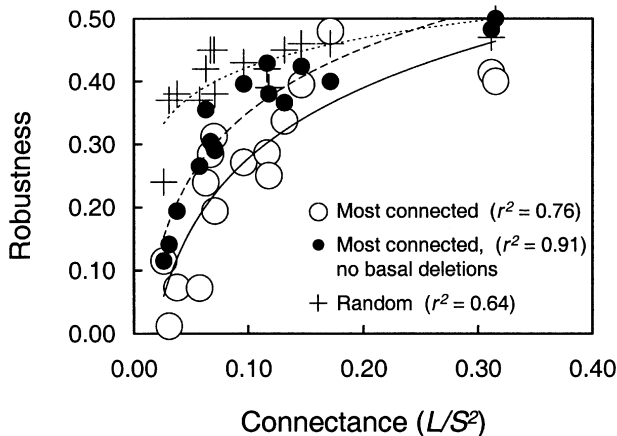 0.50
0.40
0.30
0.20
0.10
0.00
Robustness
Most connected (r² = 0.76)
Most connected, (r² = 0.91)
no basal deletions
Random (r² = 0.64)
0.00 0.10 0.20 0.30 0.40
Connectance (L/S²)